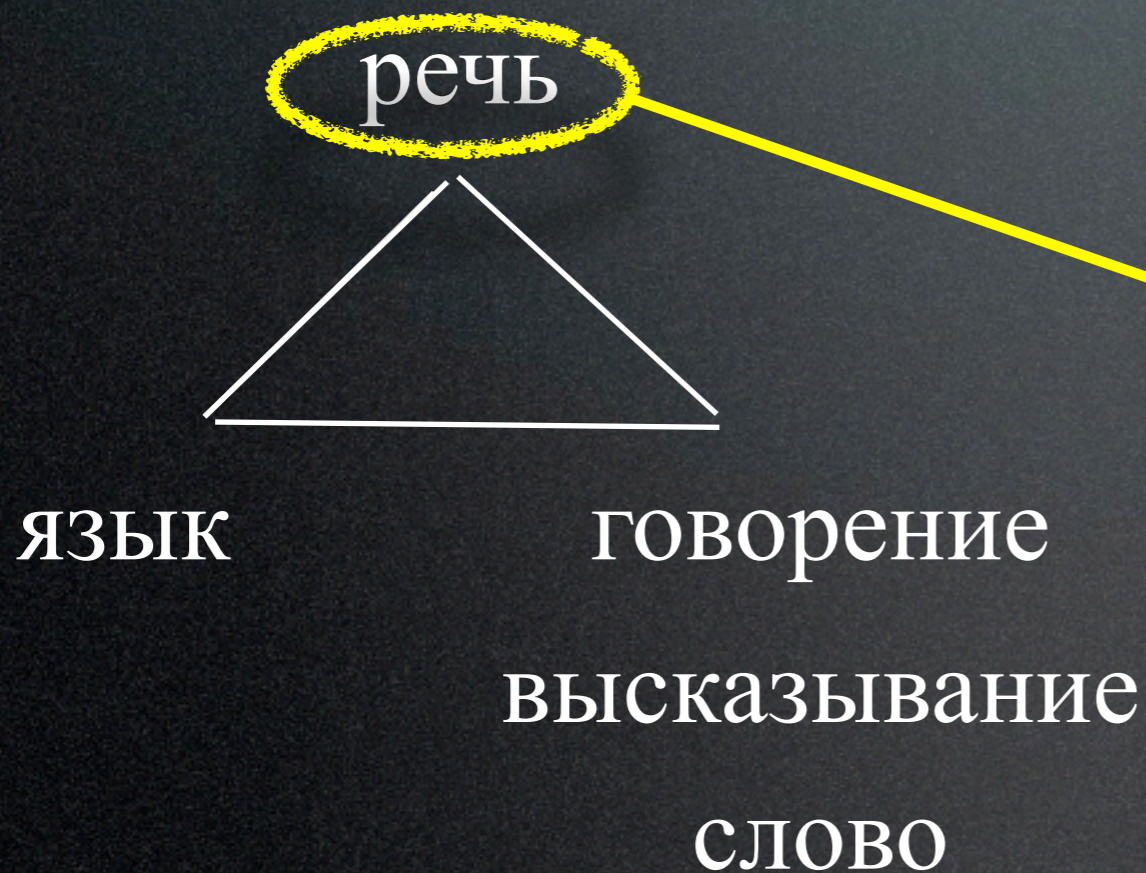 речь
язык говорение
высказывание
слово